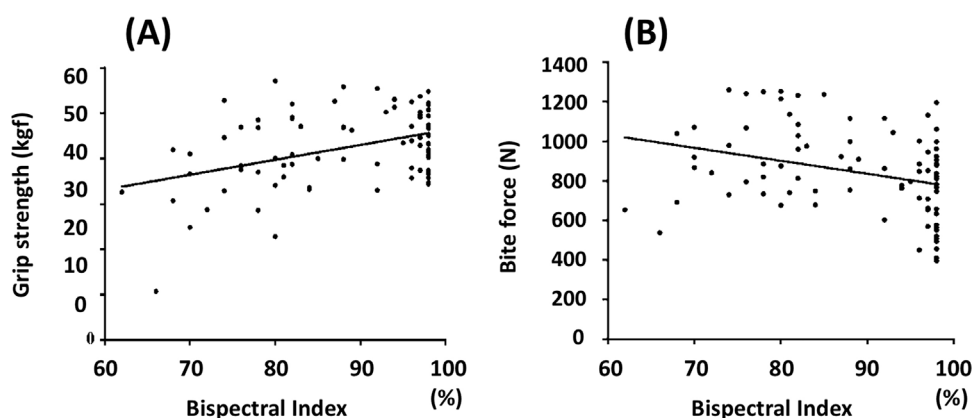 (A)
Grip strength (kgf)
60
50
40
30
20
10
0
0
60 70 80 90 100
(%)
Bispectral Index
(B)
Bite force (N)
1400
1200
1000
800
600
400
200
0
60 70 80 90 100
(%)
Bispectral Index